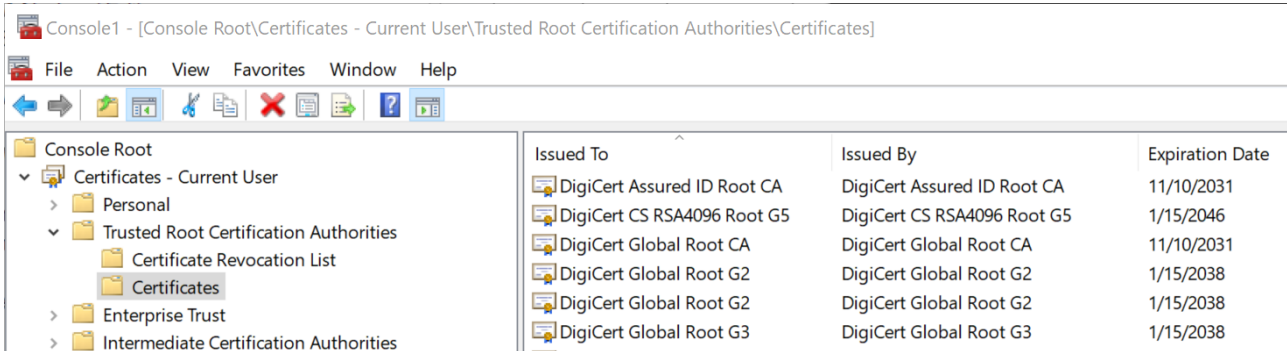 Console1 - [Console Root\Certificates - Current User\Trusted Root Certification Authorities\Certificates]
File Action View Favorites Window Help
Console Root
Certificates - Current User
Personal
Trusted Root Certification Authorities
Certificate Revocation List
Certificates
Enterprise Trust
Intermediate Certification Authorities
Issued To Issued By Expiration Date
DigiCert Assured ID Root CA DigiCert Assured ID Root CA 11/10/2031
DigiCert CS RSA4096 Root G5 DigiCert CS RSA4096 Root G5 1/15/2046
DigiCert Global Root CA DigiCert Global Root CA 11/10/2031
DigiCert Global Root G2 DigiCert Global Root G2 1/15/2038
DigiCert Global Root G2 DigiCert Global Root G2 1/15/2038
DigiCert Global Root G3 DigiCert Global Root G3 1/15/2038